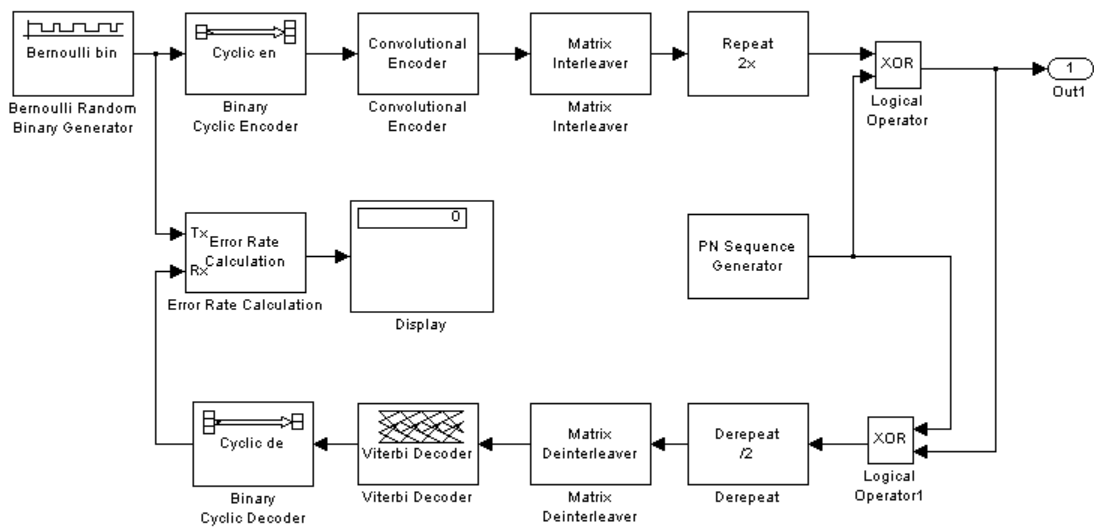 Bernoulli bin
Bernoulli Random
Binary Generator
Cyclic en
Binary
Cyclic Encoder
Convolutional
Encoder
Convolutional
Encoder
Matrix
Interleaver
Matrix
Interleaver
Repeat
2x
XOR
Logical
Operator
1
Out1
Tx
Rx
Error Rate
Calculation
Error Rate Calculation
0
Display
PN Sequence
Generator
Cyclic de
Binary
Cyclic Decoder
Viterbi Decoder
Viterbi Decoder
Matrix
Deinterleaver
Matrix
Deinterleaver
Derepeat
/2
Derepeat
XOR
Logical
Operator1